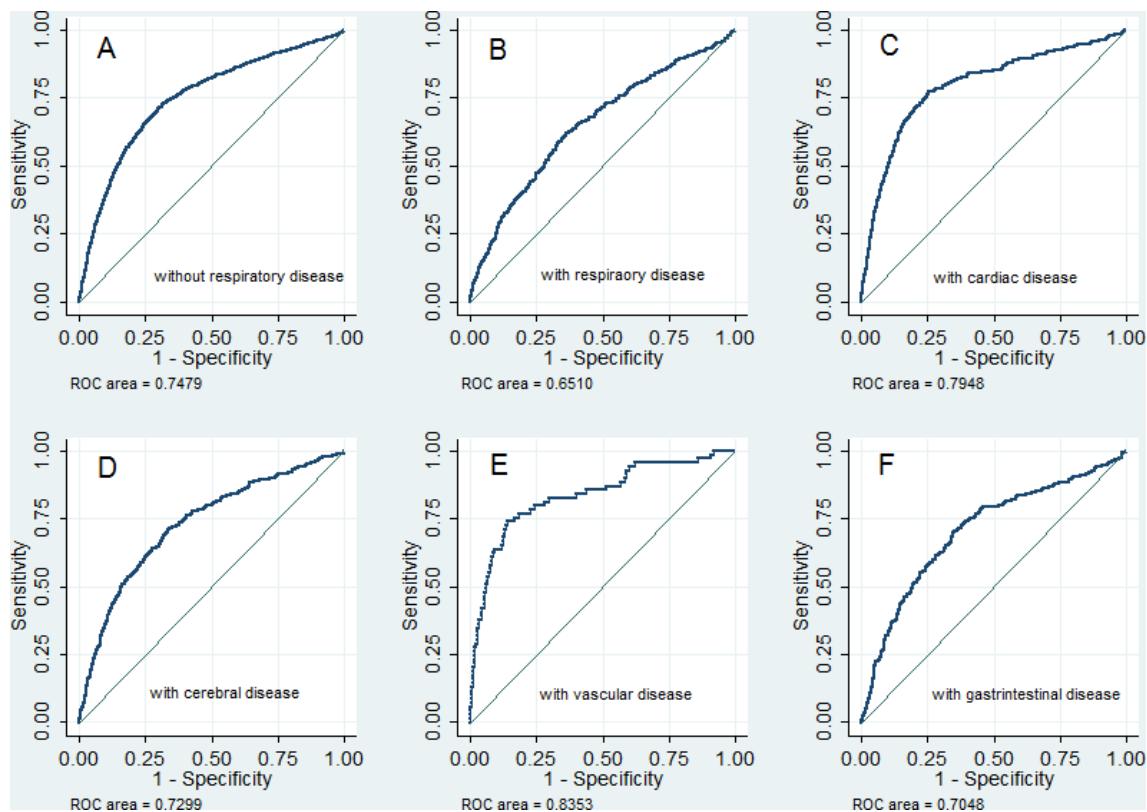 A
Sensitivity
0.00 0.25 0.50 0.75 1.00
without respiratory disease
0.00 0.25 0.50 0.75 1.00
1 - Specificity
ROC area = 0.7479
B
Sensitivity
0.00 0.25 0.50 0.75 1.00
with respiraory disease
0.00 0.25 0.50 0.75 1.00
1 - Specificity
ROC area = 0.6510
C
Sensitivity
0.00 0.25 0.50 0.75 1.00
with cardiac disease
0.00 0.25 0.50 0.75 1.00
1 - Specificity
ROC area = 0.7948
D
Sensitivity
0.00 0.25 0.50 0.75 1.00
with cerebral disease
0.00 0.25 0.50 0.75 1.00
1 - Specificity
ROC area = 0.7299
E
Sensitivity
0.00 0.25 0.50 0.75 1.00
with vascular disease
0.00 0.25 0.50 0.75 1.00
1 - Specificity
ROC area = 0.8353
F
Sensitivity
0.00 0.25 0.50 0.75 1.00
with gastrintestinal disease
0.00 0.25 0.50 0.75 1.00
1 - Specificity
ROC area = 0.7048